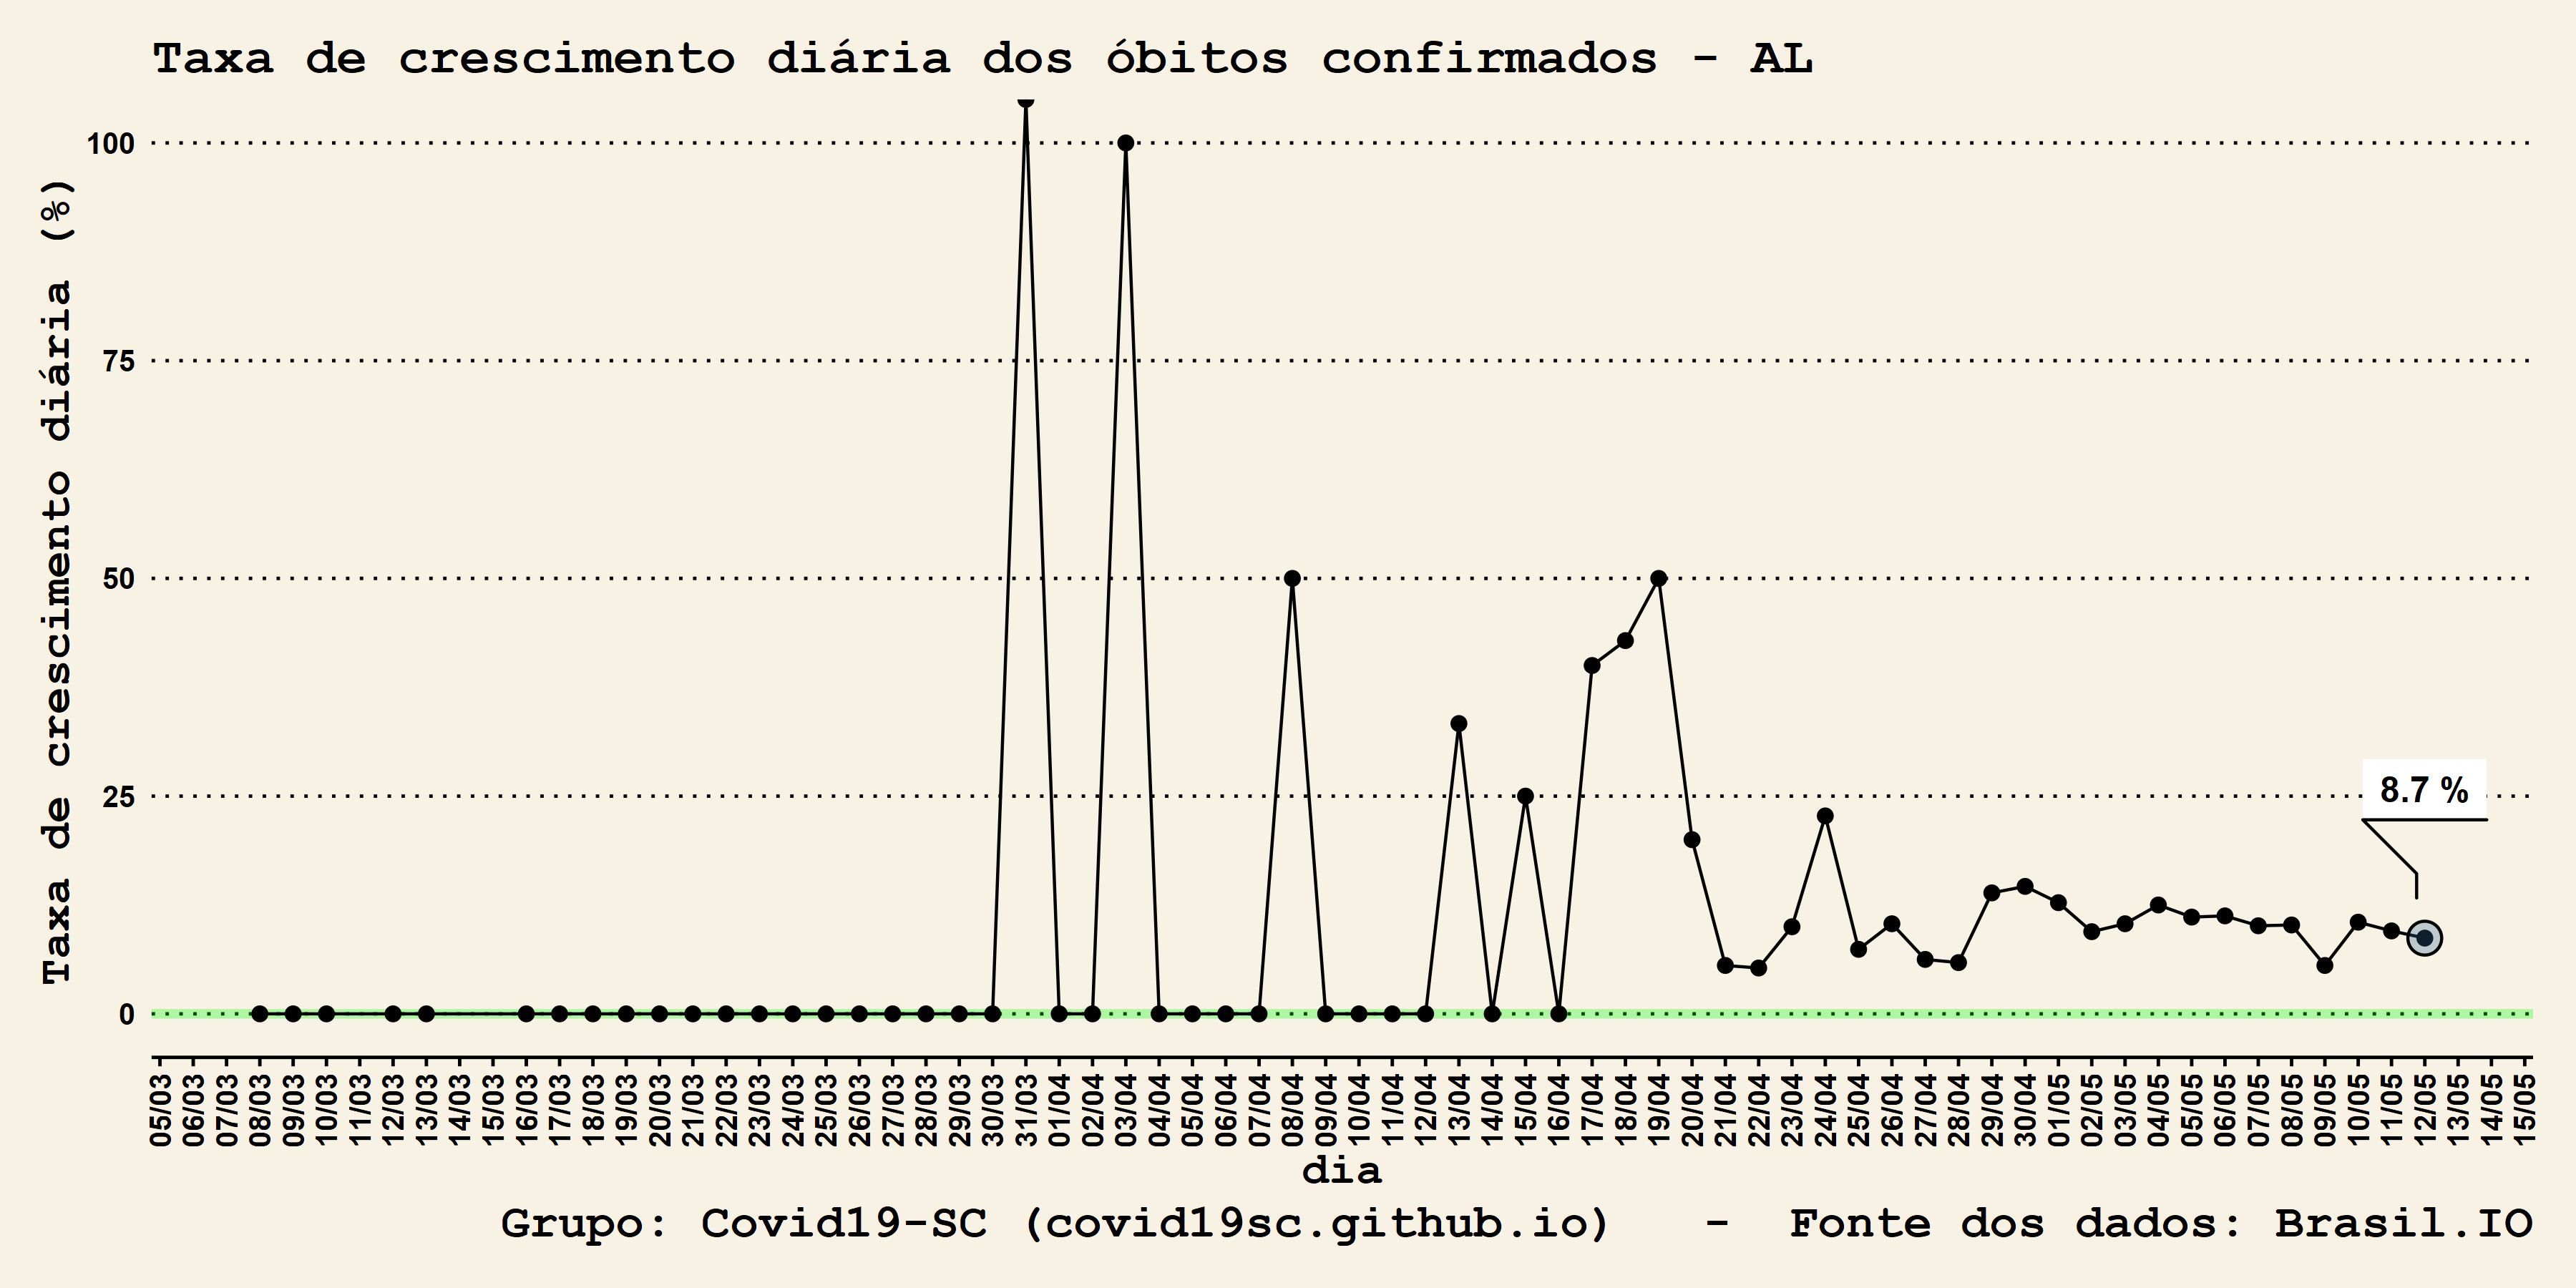 Taxa de crescimento diária dos óbitos confirmados - AL
Taxa de crescimento diária (%)
100
75
50
25
0
8.7 %
05/03 06/03 07/03 08/03 09/03 10/03 11/03 12/03 13/03 14/03 15/03 16/03 17/03 18/03 19/03 20/03 21/03 22/03 23/03 24/03 25/03 26/03 27/03 28/03 29/03 30/03 31/03 01/04 02/04 03/04 04/04 05/04 06/04 07/04 08/04 09/04 10/04 11/04 12/04 13/04 14/04 15/04 16/04 17/04 18/04 19/04 20/04 21/04 22/04 23/04 24/04 25/04 26/04 27/04 28/04 29/04 30/04 01/05 02/05 03/05 04/05 05/05 06/05 07/05 08/05 09/05 10/05 11/05 12/05 13/05 14/05 15/05
dia
Grupo: Covid19-SC (covid19sc.github.io) - Fonte dos dados: Brasil.IO